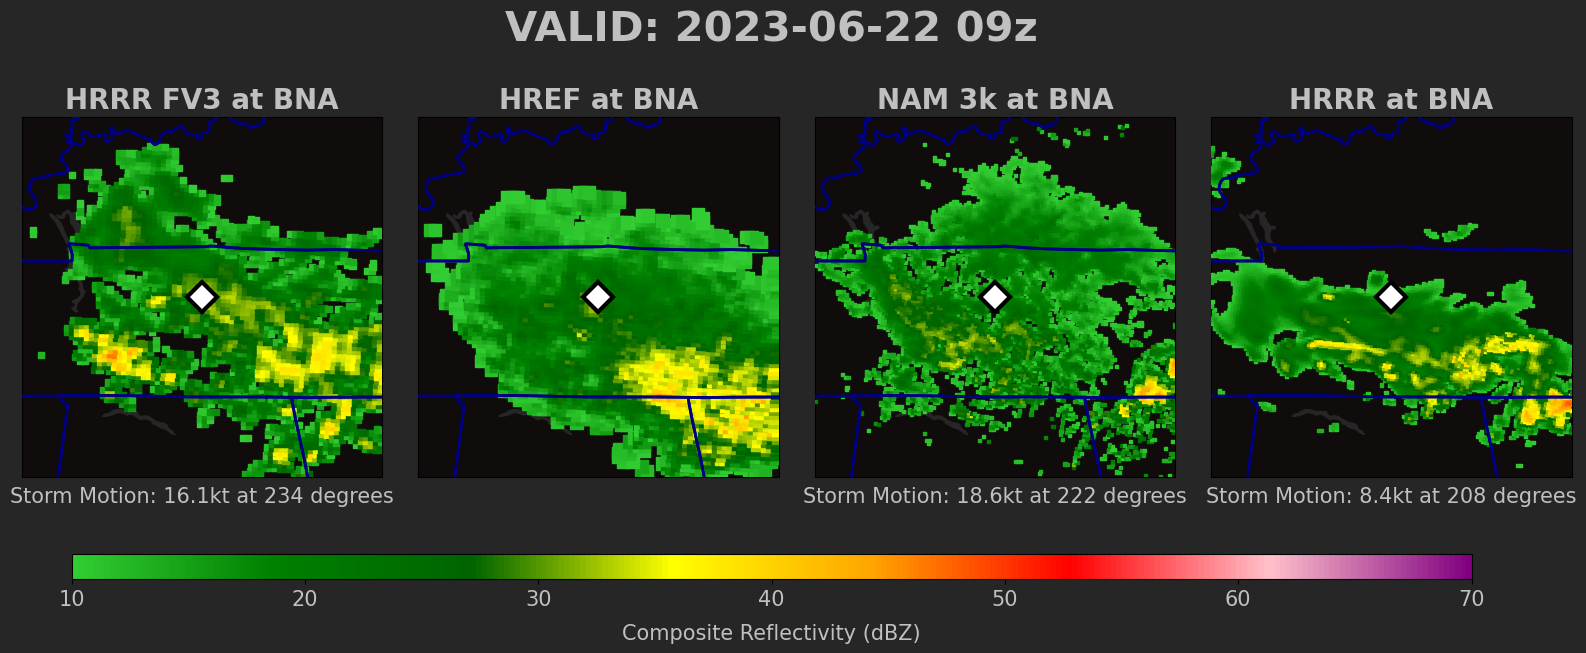 VALID: 2023-06-22 09z
HRRR FV3 at BNA
HREF at BNA
NAM 3k at BNA
HRRR at BNA
Storm Motion: 16.1kt at 234 degrees
Storm Motion: 18.6kt at 222 degrees
Storm Motion: 8.4kt at 208 degrees
10 20 30 40 50 60 70
Composite Reflectivity (dBZ)